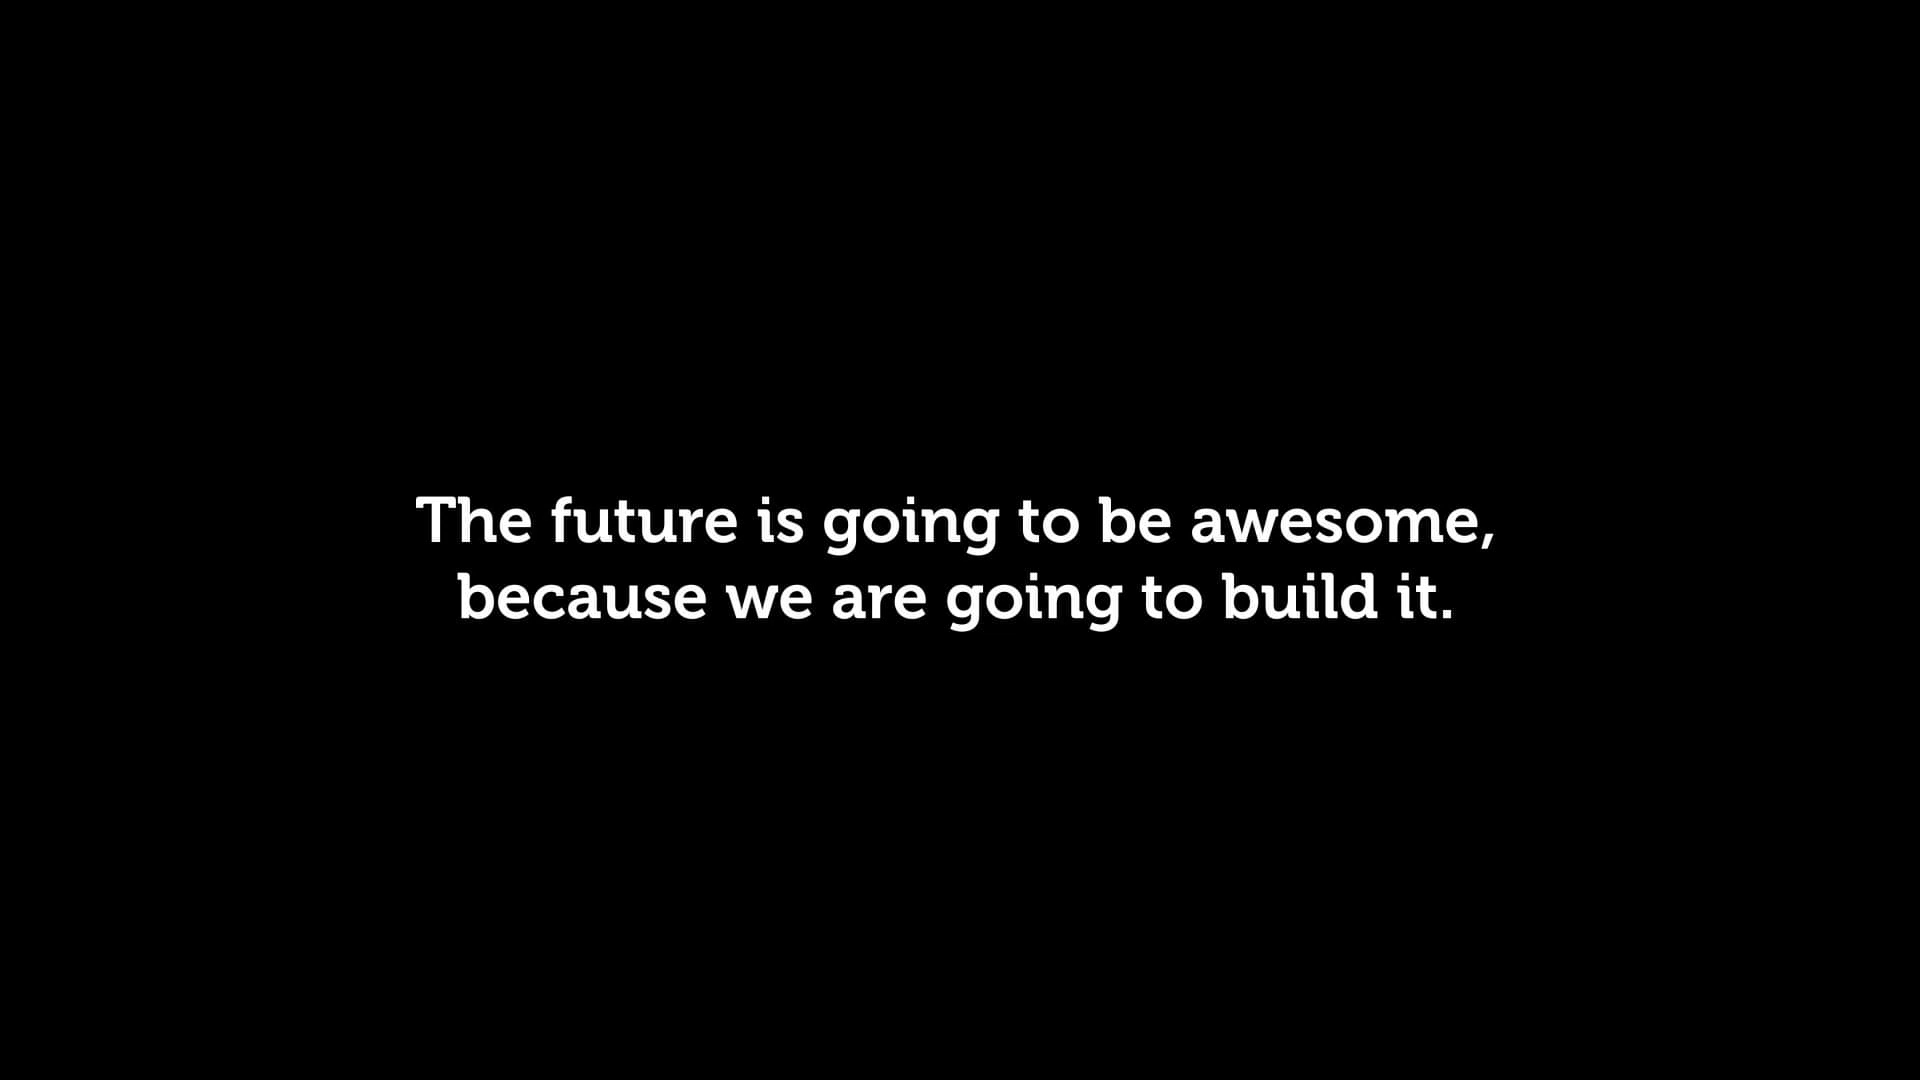 The future is going to be awesome,
because we are going to build it.